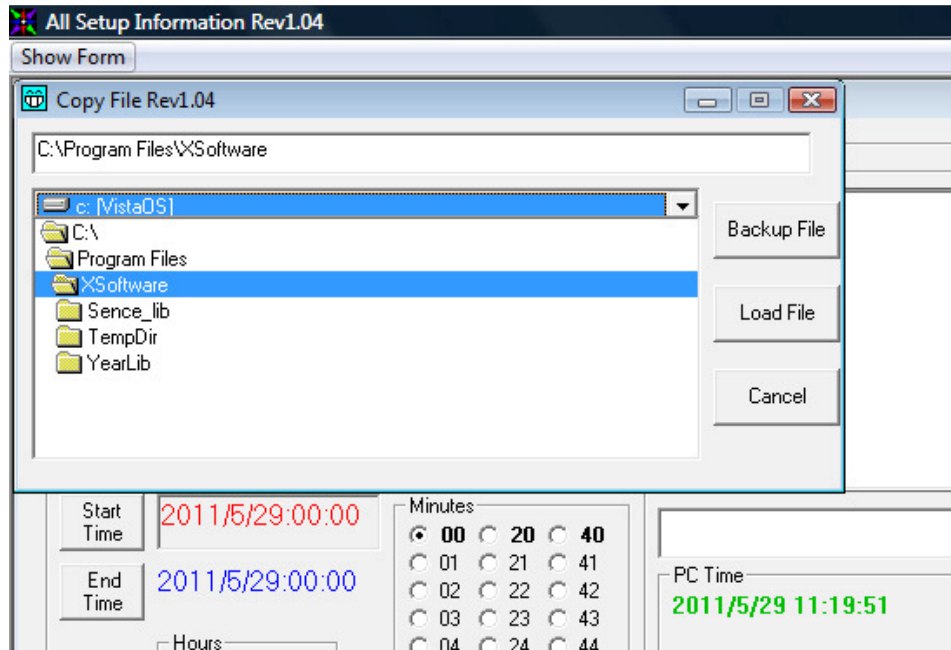 All Setup Information Rev1.04
Show Form
Copy File Rev1.04
C:\Program Files\XSoftware
c: [VistaOS]
C:\
Program Files
XSoftware
Sence_lib
TempDir
YearLib
Backup File
Load File
Cancel
Start
Time
2011/5/29:00:00
End
Time
2011/5/29:00:00
Hours
Minutes
00 20 40
01 21 41
02 22 42
03 23 43
04 24 44
PC Time
2011/5/29 11:19:51